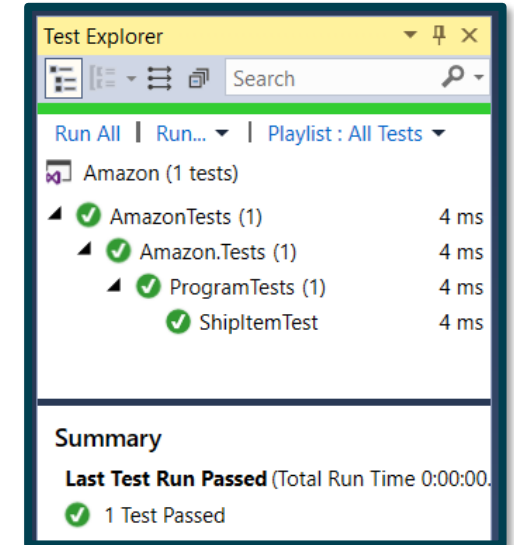 Test Explorer
Search
Run All | Run... | Playlist : All Tests
Amazon (1 tests)
AmazonTests (1) 4 ms
Amazon.Tests (1) 4 ms
ProgramTests (1) 4 ms
ShipItemTest 4 ms
Summary
Last Test Run Passed (Total Run Time 0:00:00.
1 Test Passed